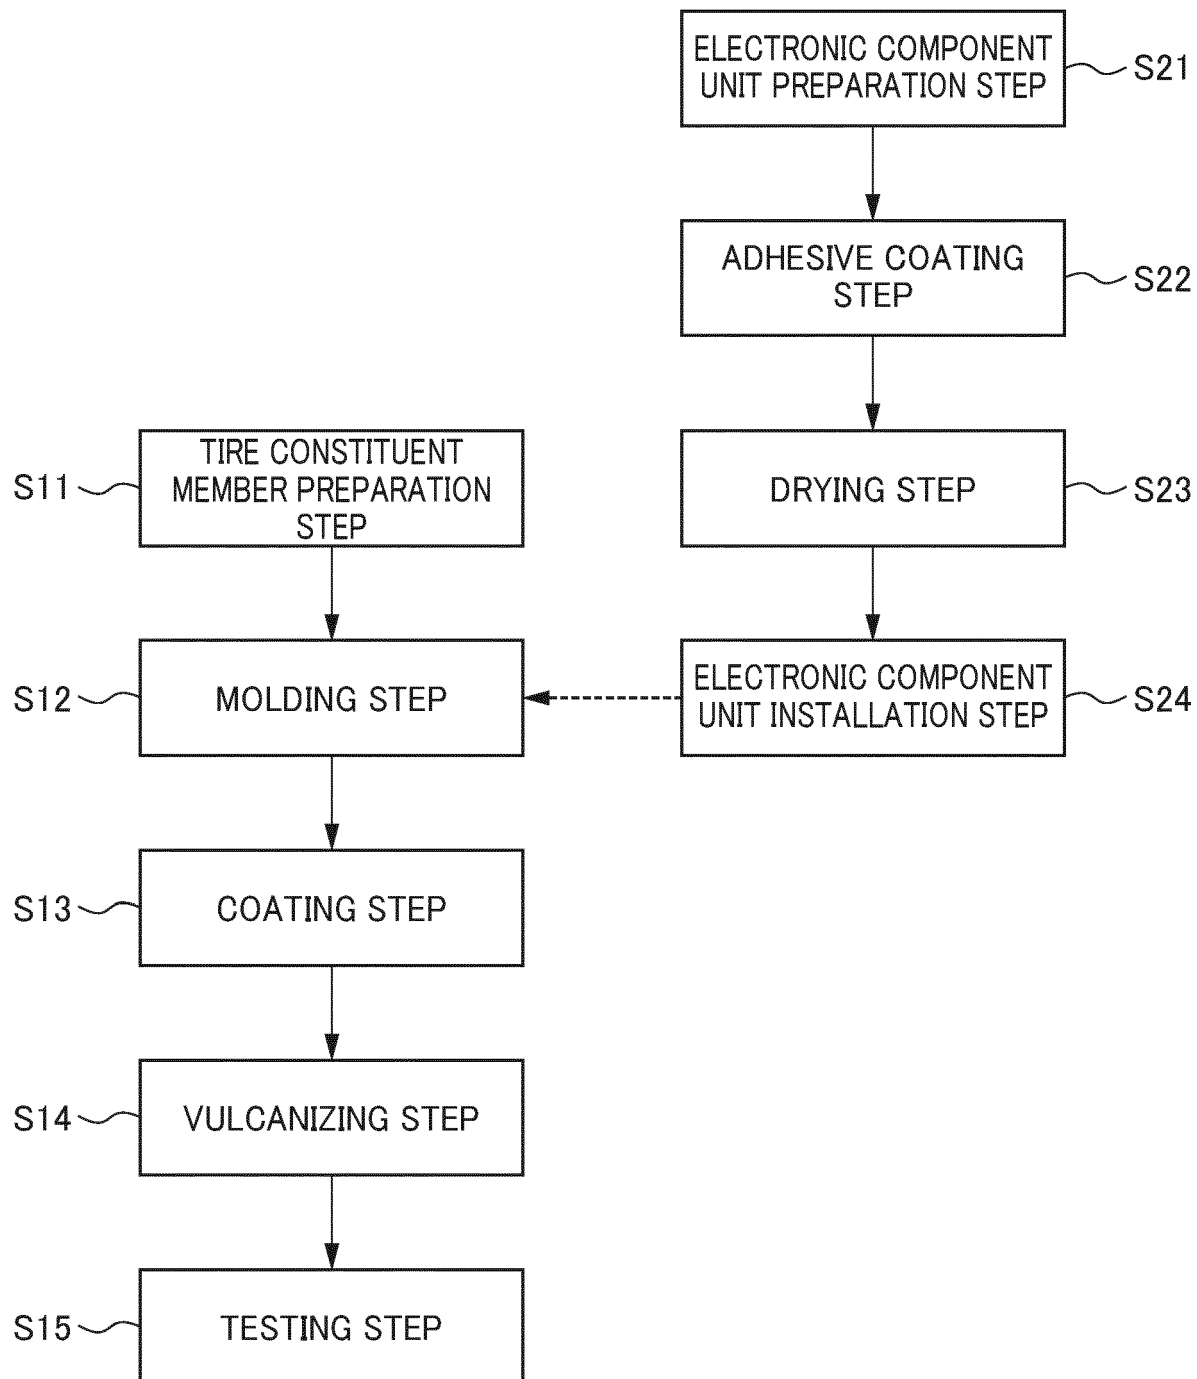 ELECTRONIC COMPONENT
UNIT PREPARATION STEP
S21
ADHESIVE COATING
STEP
S22
TIRE CONSTITUENT
MEMBER PREPARATION
STEP
S11
DRYING STEP
S23
S12
MOLDING STEP
ELECTRONIC COMPONENT
UNIT INSTALLATION STEP
S24
S13
COATING STEP
S14
VULCANIZING STEP
S15
TESTING STEP